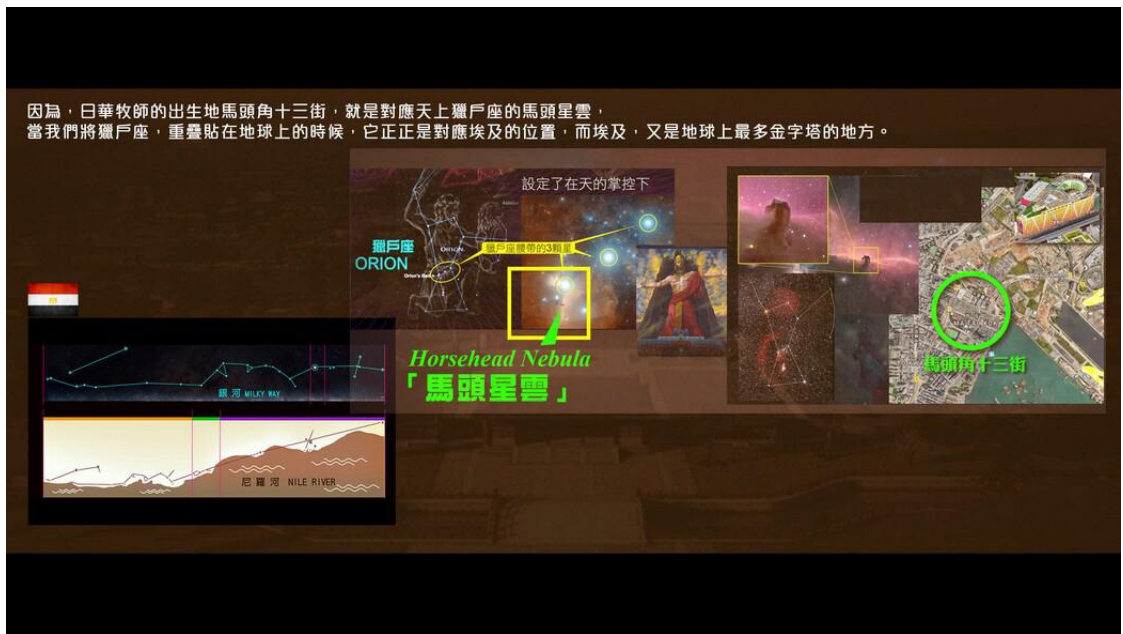 因為，日華牧師的出生地馬頭角十三街，就是對應天上獵戶座的馬頭星雲，
當我們將獵戶座，重疊貼在地球上的時候，它正正是對應埃及的位置，而埃及，又是地球上最多金字塔的地方。
設定了在天的掌控下
獵戶座
ORION
ORION
Orion's Belt
獵戶座腰帶的3顆星
Horsehead Nebula
「馬頭星雲」
馬頭角十三街
銀河 MILKY WAY
尼羅河 NILE RIVER